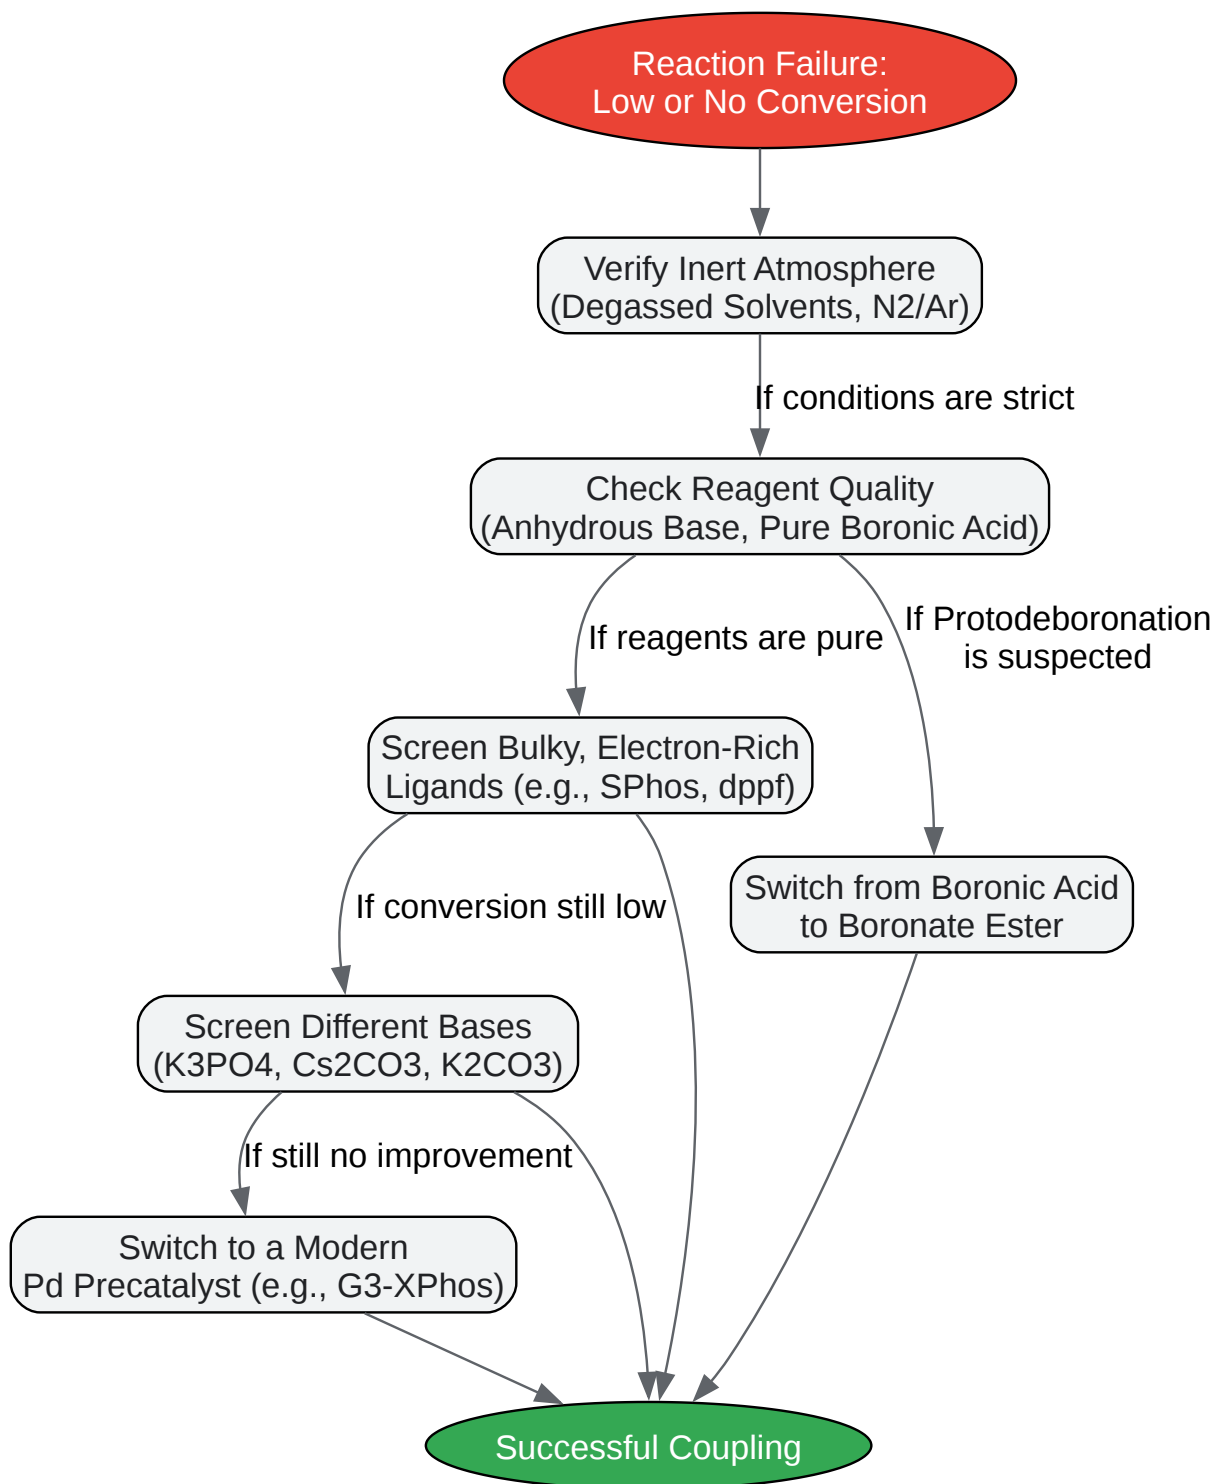 Reaction Failure:
Low or No Conversion
Verify Inert Atmosphere
(Degassed Solvents, N2/Ar)
If conditions are strict
Check Reagent Quality
(Anhydrous Base, Pure Boronic Acid)
If reagents are pure
If Protodeboronation
is suspected
Screen Bulky, Electron-Rich
Ligands (e.g., SPhos, dppf)
Switch from Boronic Acid
to Boronate Ester
If conversion still low
Screen Different Bases
(K3PO4, Cs2CO3, K2CO3)
If still no improvement
Switch to a Modern
Pd Precatalyst (e.g., G3-XPhos)
Successful Coupling